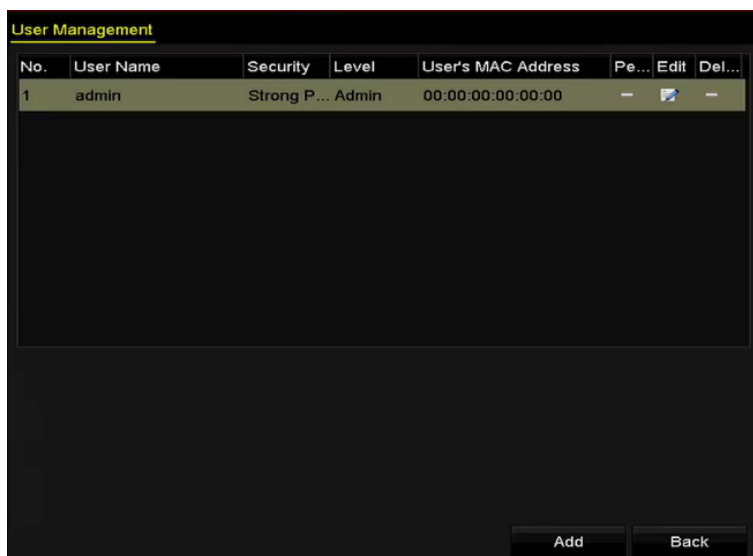 User Management
No. User Name Security Level User's MAC Address Pe... Edit Del...
1 admin Strong P... Admin 00:00:00:00:00:00 – –
Add Back